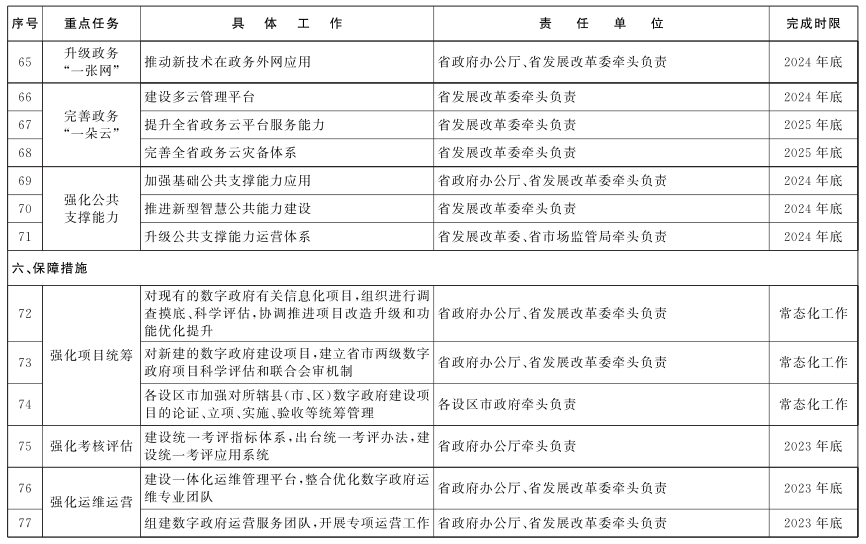 序号 重点任务 具体工作 责任单位 完成时限
65 升级政务“一张网” 推动新技术在政务外网应用 省政府办公厅、省发展改革委牵头负责 2024年底
66 完善政务“一朵云” 建设多云管理平台 省发展改革委牵头负责 2024年底
67 提升全省政务云平台服务能力 省发展改革委牵头负责 2025年底
68 完善全省政务云灾备体系 省发展改革委牵头负责 2025年底
69 强化公共支撑能力 加强基础公共支撑能力应用 省政府办公厅、省发展改革委牵头负责 2024年底
70 推进新型智慧公共能力建设 省发展改革委牵头负责 2024年底
71 升级公共支撑能力运营体系 省发展改革委、省市场监管局牵头负责 2024年底
六、保障措施
72 强化项目统筹 对现有的数字政府有关信息化项目,组织进行调
查摸底、科学评估,协调推进项目改造升级和功
能优化提升 省政府办公厅、省发展改革委牵头负责 常态化工作
73 对新建的数字政府建设项目,建立省市两级数字
政府项目科学评估和联合会审机制 省政府办公厅、省发展改革委牵头负责 常态化工作
74 各设区市加强对所辖县(市、区)数字政府建设项
目的论证、立项、实施、验收等统筹管理 各设区市政府牵头负责 常态化工作
75 强化考核评估 建设统一考评指标体系,出台统一考评办法,建
设统一考评应用系统 省政府办公厅牵头负责 2023年底
76 强化运维运营 建设一体化运维管理平台,整合优化数字政府运
维专业团队 省政府办公厅、省发展改革委牵头负责 2023年底
77 组建数字政府运营服务团队,开展专项运营工作 省政府办公厅、省发展改革委牵头负责 2023年底